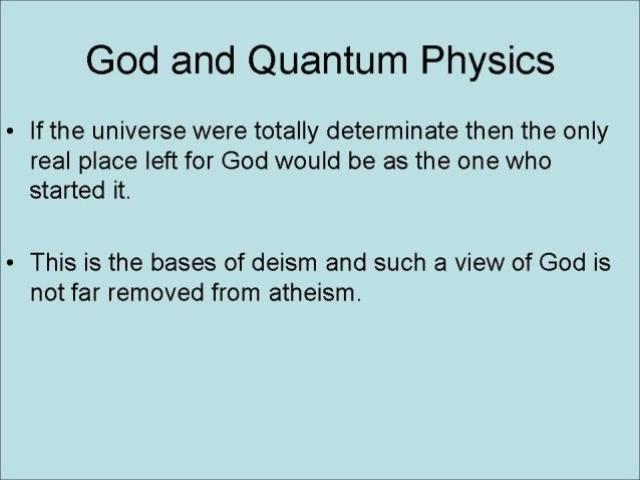 God and Quantum Physics
• If the universe were totally determinate then the only
real place left for God would be as the one who
started it.
• This is the bases of deism and such a view of God is
not far removed from atheism.